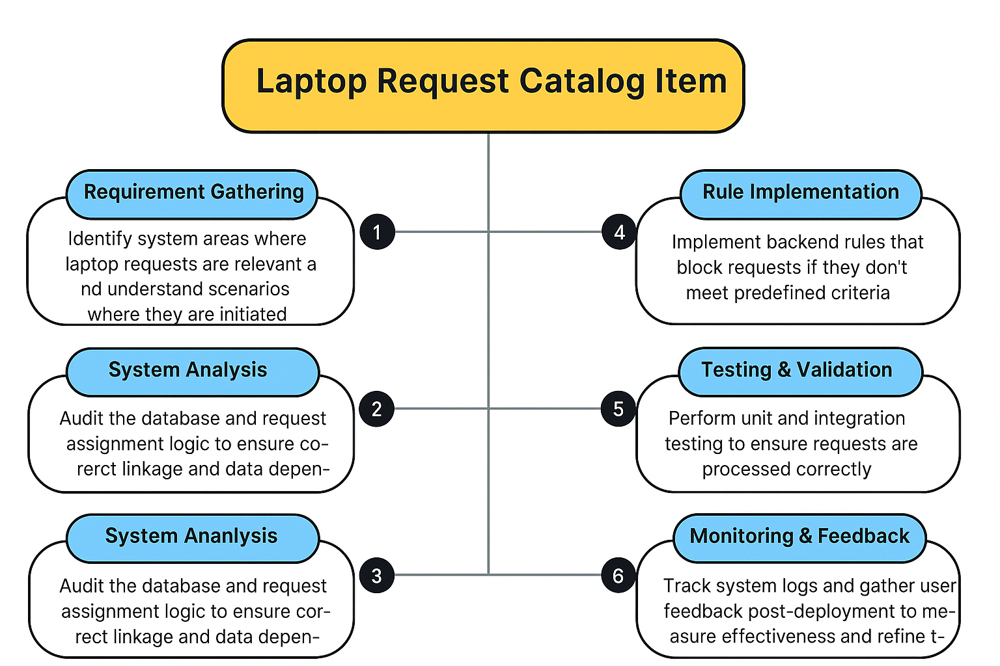 Laptop Request Catalog Item
Requirement Gathering
Identify system areas where
laptop requests are relevant a
nd understand scenarios
where they are initiated
1
System Analysis
Audit the database and request
assignment logic to ensure co-
rerct linkage and data depen-
2
System Ananlysis
Audit the database and request
assignment logic to ensure cor-
rect linkage and data depen-
3
Rule Implementation
4
Implement backend rules that
block requests if they don't
meet predefined criteria
Testing & Validation
5
Perform unit and integration
testing to ensure requests are
processed correctly
Monitoring & Feedback
6
Track system logs and gather user
feedback post-deployment to me-
asure effectiveness and refine t-